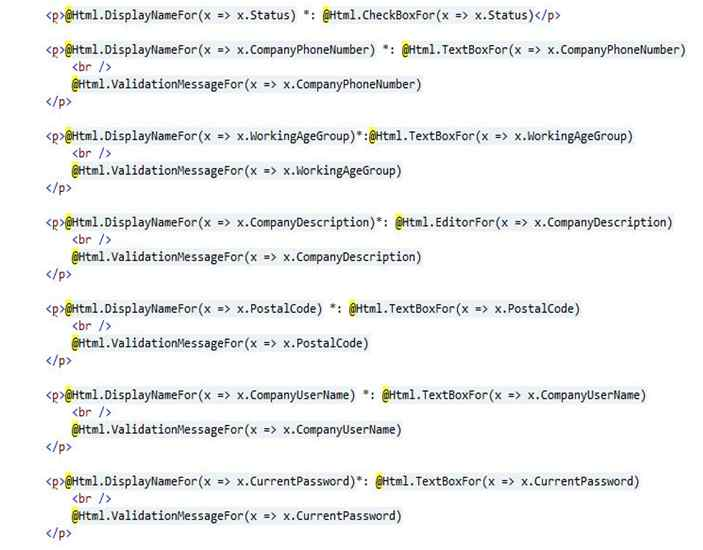 <p>@Html.DisplayNameFor(x => x.Status) *: @Html.CheckBoxFor(x => x.Status)</p>
<p>@Html.DisplayNameFor(x => x.CompanyPhoneNumber) *: @Html.TextBoxFor(x => x.CompanyPhoneNumber)
<br />
@Html.ValidationMessageFor(x => x.CompanyPhoneNumber)
</p>
<p>@Html.DisplayNameFor(x => x.WorkingAgeGroup)*:@Html.TextBoxFor(x => x.WorkingAgeGroup)
<br />
@Html.ValidationMessageFor(x => x.WorkingAgeGroup)
</p>
<p>@Html.DisplayNameFor(x => x.CompanyDescription)*: @Html.EditorFor(x => x.CompanyDescription)
<br />
@Html.ValidationMessageFor(x => x.CompanyDescription)
</p>
<p>@Html.DisplayNameFor(x => x.PostalCode) *: @Html.TextBoxFor(x => x.PostalCode)
<br />
@Html.ValidationMessageFor(x => x.PostalCode)
</p>
<p>@Html.DisplayNameFor(x => x.CompanyUserName) *: @Html.TextBoxFor(x => x.CompanyUserName)
<br />
@Html.ValidationMessageFor(x => x.CompanyUserName)
</p>
<p>@Html.DisplayNameFor(x => x.CurrentPassword)*: @Html.TextBoxFor(x => x.CurrentPassword)
<br />
@Html.ValidationMessageFor(x => x.CurrentPassword)
</p>